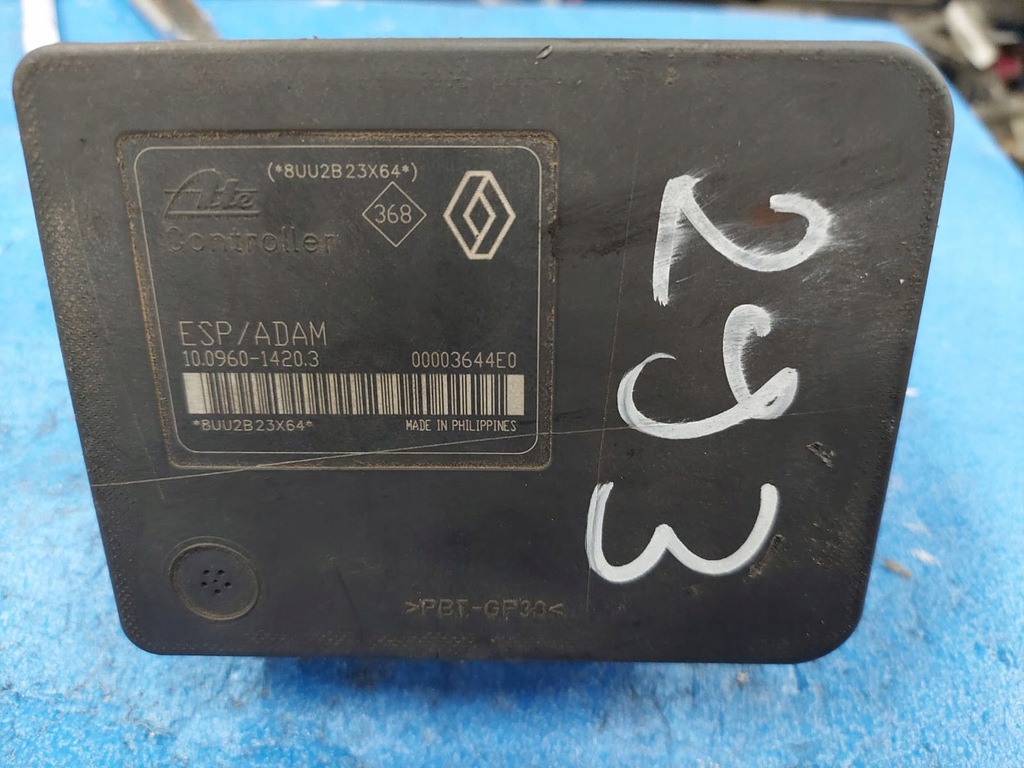 (*8UU2B23X64*)
Ate
368
Controller
ESP/ADAM
10.0960-1420.3 00003644E0
*8UU2B23X64*
MADE IN PHILIPPINES
>PBT-GF30<
293